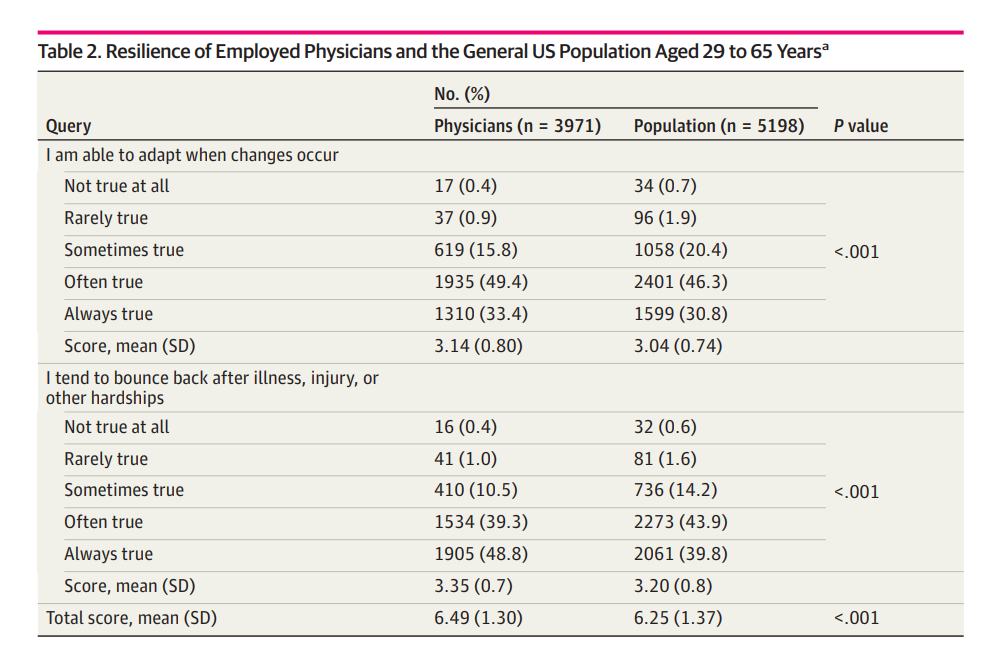 Table 2. Resilience of Employed Physicians and the General US Population Aged 29 to 65 Yearsa
No. (%)
Query Physicians (n = 3971) Population (n = 5198) P value
I am able to adapt when changes occur
Not true at all 17 (0.4) 34 (0.7)
Rarely true 37 (0.9) 96 (1.9)
Sometimes true 619 (15.8) 1058 (20.4) <.001
Often true 1935 (49.4) 2401 (46.3)
Always true 1310 (33.4) 1599 (30.8)
Score, mean (SD) 3.14 (0.80) 3.04 (0.74)
I tend to bounce back after illness, injury, or
other hardships
Not true at all 16 (0.4) 32 (0.6)
Rarely true 41 (1.0) 81 (1.6)
Sometimes true 410 (10.5) 736 (14.2) <.001
Often true 1534 (39.3) 2273 (43.9)
Always true 1905 (48.8) 2061 (39.8)
Score, mean (SD) 3.35 (0.7) 3.20 (0.8)
Total score, mean (SD) 6.49 (1.30) 6.25 (1.37) <.001